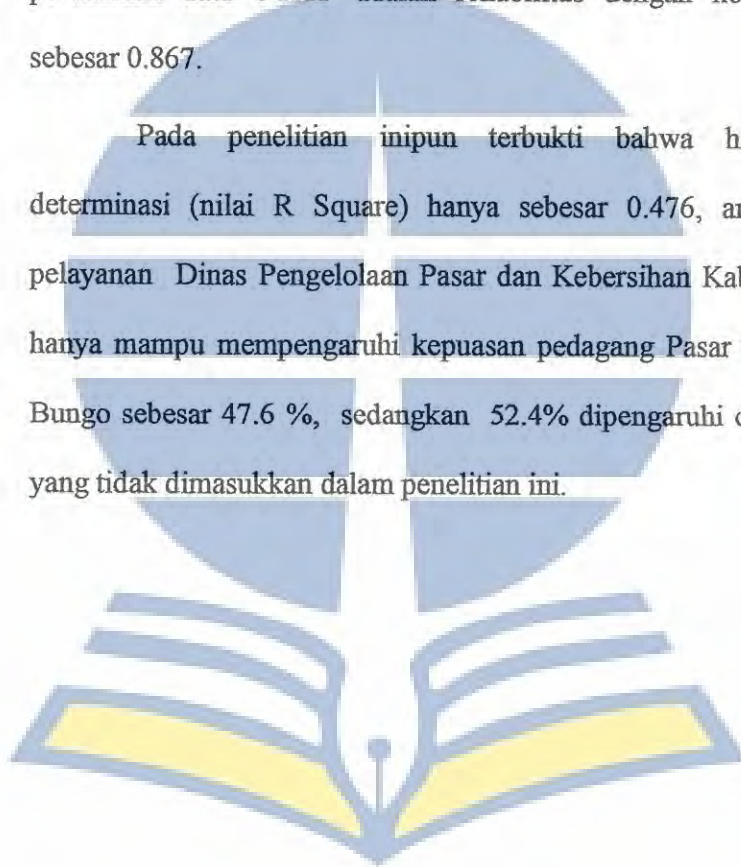 sebesar 0.867.
Pada penelitian inipun terbukti bahwa
determinasi (nilai R Square) hanya sebesar 0.476,
pelayanan Dinas Pengelolaan Pasar dan Kebersihan
hanya mampu mempengaruhi kepuasan pedagang Pasar
Bungo sebesar 47.6 %, sedangkan 52.4% dipengaruhi
yang tidak dimasukkan dalam penelitian ini.